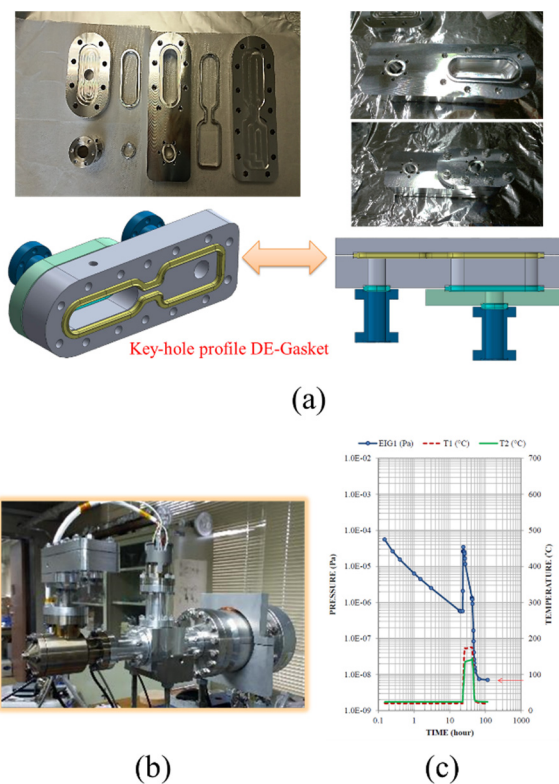 Key-hole profile DE-Gasket
(a)
EIG1 (Pa) T1 (°C) T2 (°C)
1.0E-02 700
1.0E-03 600
1.0E-04 500
1.0E-05 400
1.0E-06 300
1.0E-07 200
1.0E-08 100
1.0E-09 0
PRESSURE (Pa)
TEMPERATURE (°C)
0.1 1 10 100 1000
TIME (hour)
(b) (c)